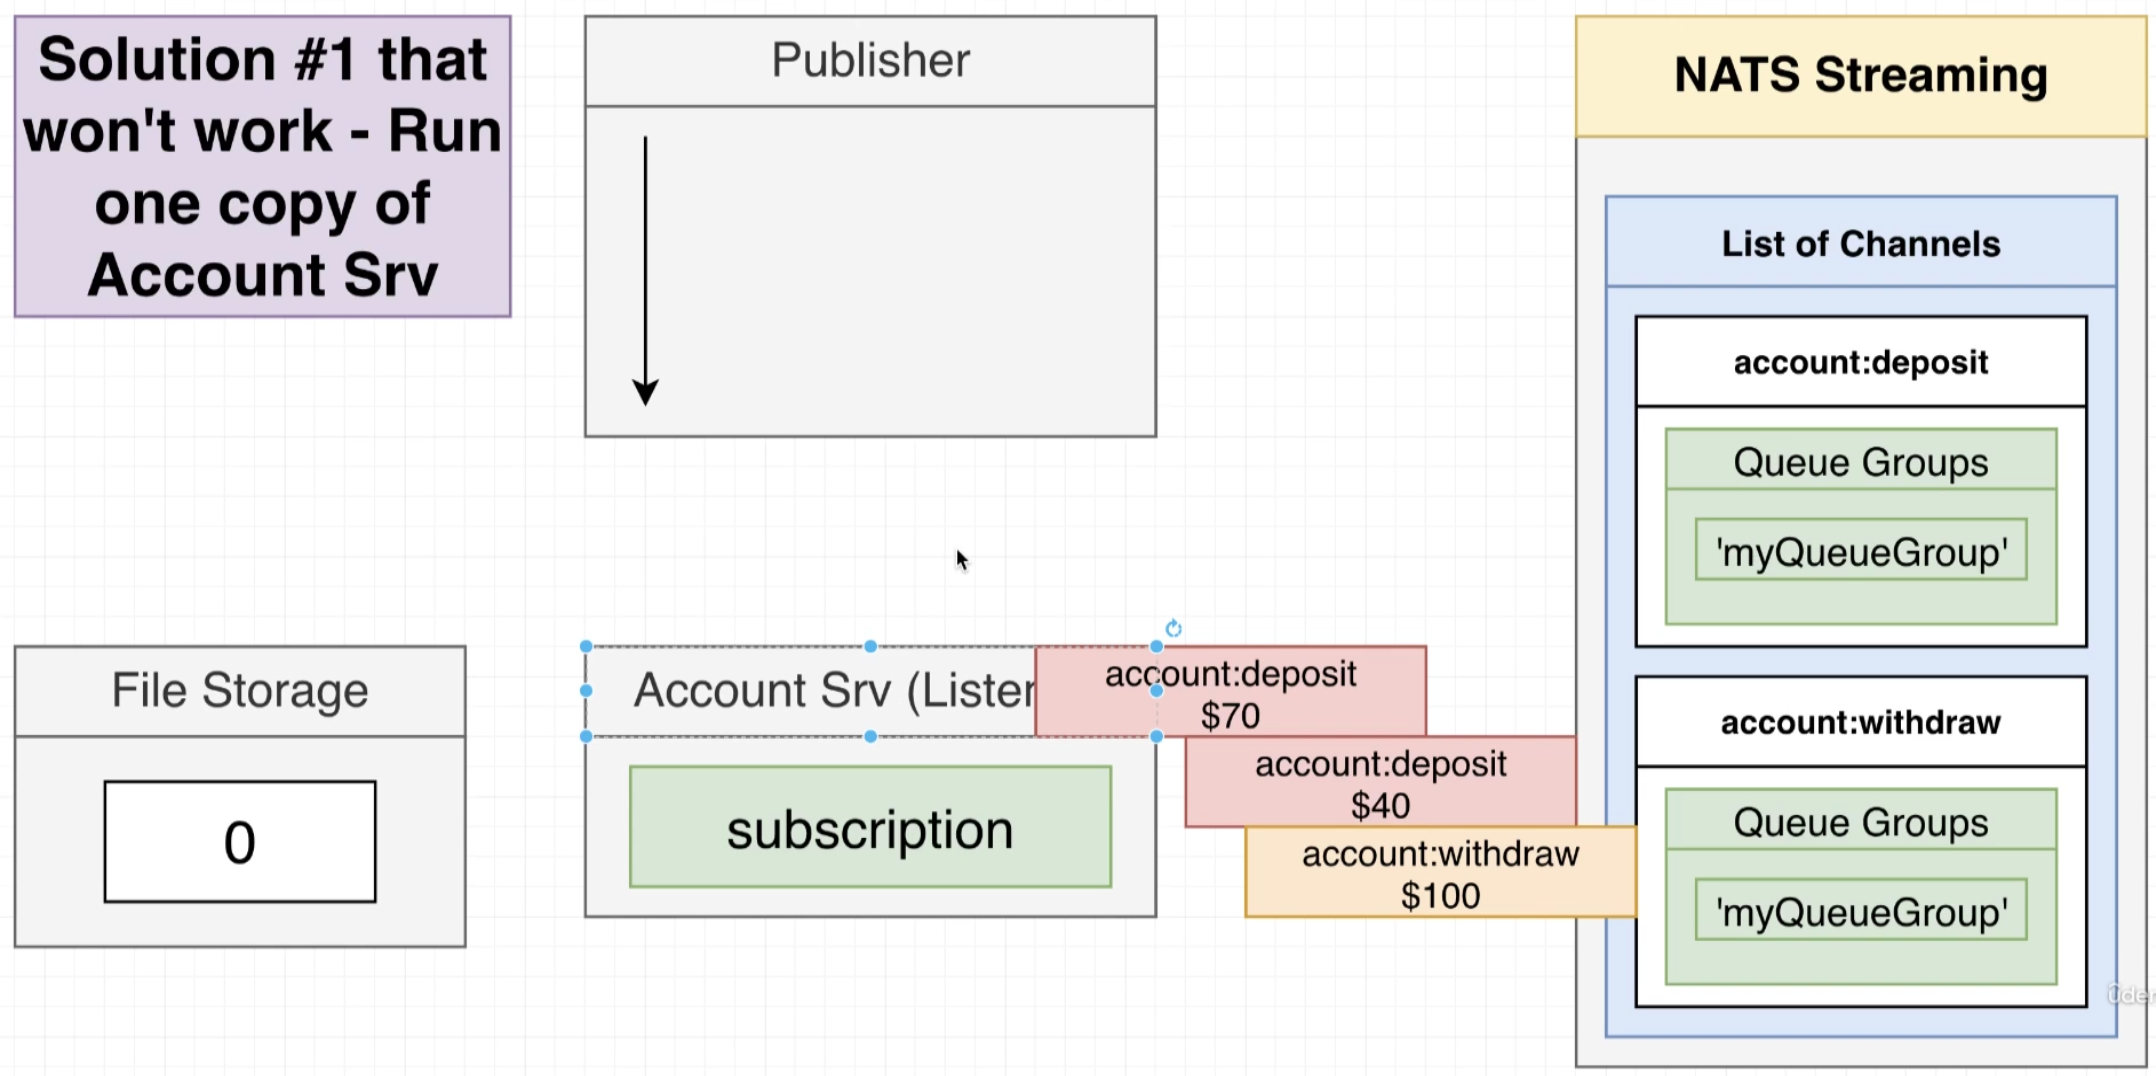 Solution #1 that
won't work - Run
one copy of
Account Srv
Publisher
NATS Streaming
List of Channels
account:deposit
Queue Groups
'myQueueGroup'
account:withdraw
Queue Groups
'myQueueGroup'
File Storage
0
Account Srv (Lister
subscription
account:deposit
$70
account:deposit
$40
account:withdraw
$100